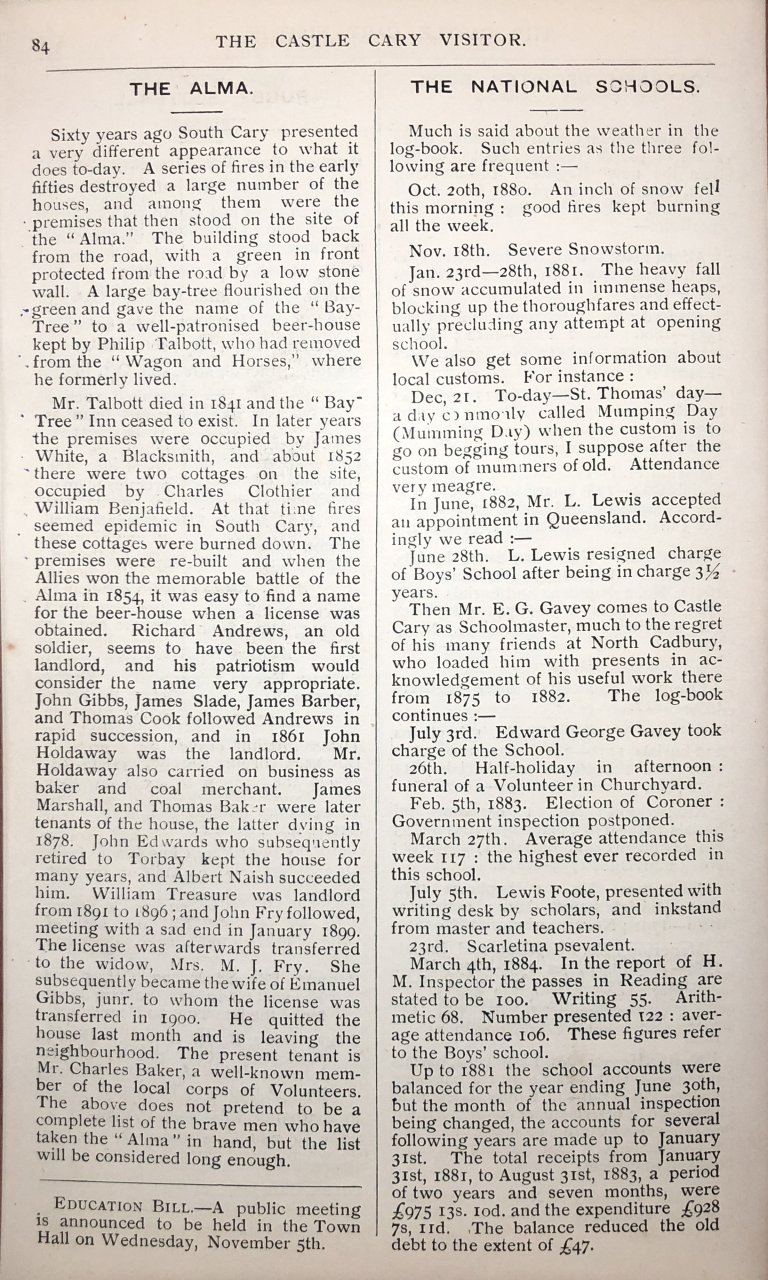 84
THE CASTLE CARY VISITOR.
THE ALMA.
Sixty years ago South Cary presented
a very different appearance to what it
does to-day. A series of fires in the early
fifties destroyed a large number of the
houses, and among them were the
premises that then stood on the site of
the “Alma.” The building stood back
from the road, with a green in front
protected from the road by a low stone
wall. A large bay-tree flourished on the
green and gave the name of the “Bay-
Tree” to a well-patronised beer-house
kept by Philip Talbott, who had removed
from the “Wagon and Horses,” where
he formerly lived.
Mr. Talbott died in 1841 and the “Bay-
Tree” Inn ceased to exist. In later years
the premises were occupied by James
White, a Blacksmith, and about 1852
there were two cottages on the site,
occupied by Charles Clothier and
William Benjafield. At that time fires
seemed epidemic in South Cary, and
these cottages were burned down. The
premises were re-built and when the
Allies won the memorable battle of the
Alma in 1854, it was easy to find a name
for the beer-house when a license was
obtained. Richard Andrews, an old
soldier, seems to have been the first
landlord, and his patriotism would
consider the name very appropriate.
John Gibbs, James Slade, James Barber,
and Thomas Cook followed Andrews in
rapid succession, and in 1861 John
Holdaway was the landlord. Mr.
Holdaway also carried on business as
baker and coal merchant. James
Marshall, and Thomas Baker were later
tenants of the house, the latter dying in
1878. John Edwards who subsequently
retired to Torbay kept the house for
many years, and Albert Naish succeeded
him. William Treasure was landlord
from 1891 to 1896; and John Fry followed,
meeting with a sad end in January 1899.
The license was afterwards transferred
to the widow, Mrs. M. J. Fry. She
subsequently became the wife of Emanuel
Gibbs, junr. to whom the license was
transferred in 1900. He quitted the
house last month and is leaving the
neighbourhood. The present tenant is
Mr. Charles Baker, a well-known mem-
ber of the local corps of Volunteers.
The above does not pretend to be a
complete list of the brave men who have
taken the “Alma” in hand, but the list
will be considered long enough.
EDUCATION BILL.—A public meeting
is announced to be held in the Town
Hall on Wednesday, November 5th.
THE NATIONAL SCHOOLS.
Much is said about the weather in the
log-book. Such entries as the three fol-
lowing are frequent :—
Oct. 20th, 1880. An inch of snow fell
this morning : good fires kept burning
all the week.
Nov. 18th. Severe Snowstorm.
Jan. 23rd—28th, 1881. The heavy fall
of snow accumulated in immense heaps,
blocking up the thoroughfares and effect-
ually precluding any attempt at opening
school.
We also get some information about
local customs. For instance :
Dec, 21. To-day—St. Thomas' day—
a day commonly called Mumping Day
(Mumming Day) when the custom is to
go on begging tours, I suppose after the
custom of mummers of old. Attendance
very meagre.
In June, 1882, Mr. L. Lewis accepted
an appointment in Queensland. Accord-
ingly we read :—
June 28th. L. Lewis resigned charge
of Boys' School after being in charge 3½
years.
Then Mr. E. G. Gavey comes to Castle
Cary as Schoolmaster, much to the regret
of his many friends at North Cadbury,
who loaded him with presents in ac-
knowledgement of his useful work there
from 1875 to 1882. The log-book
continues :—
July 3rd. Edward George Gavey took
charge of the School.
26th. Half-holiday in afternoon :
funeral of a Volunteer in Churchyard.
Feb. 5th, 1883. Election of Coroner :
Government inspection postponed.
March 27th. Average attendance this
week 117 : the highest ever recorded in
this school.
July 5th. Lewis Foote, presented with
writing desk by scholars, and inkstand
from master and teachers.
23rd. Scarletina psevalent.
March 4th, 1884. In the report of H.
M. Inspector the passes in Reading are
stated to be 100. Writing 55. Arith-
metic 68. Number presented 122 : aver-
age attendance 106. These figures refer
to the Boys' school.
Up to 1881 the school accounts were
balanced for the year ending June 30th,
but the month of the annual inspection
being changed, the accounts for several
following years are made up to January
31st. The total receipts from January
31st, 1881, to August 31st, 1883, a period
of two years and seven months, were
£975 13s. 10d. and the expenditure £928
7s, 11d. The balance reduced the old
debt to the extent of £47.